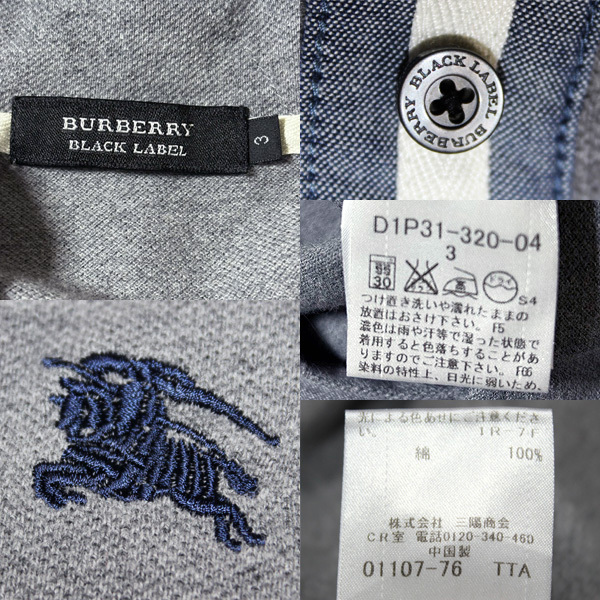 BURBERRY
BLACK LABEL
3
BLACK LABEL BURBERRY
D1P31-320-04
3
30
ドライ
S4
つけ置き洗いや濡れたままの
放置はおさけ下さい。 F5
濃色は雨や汗等で湿った状態で
着用すると色落ちすることがあ
りますのでご注意下さい。 F66
染料の特性上、日光に弱いため、
光による色あせにご注意くださ
い。 IR-7F
綿 100%
株式会社 三陽商会
C.R室 電話0120-340-460
中国製
01107-76 TTA